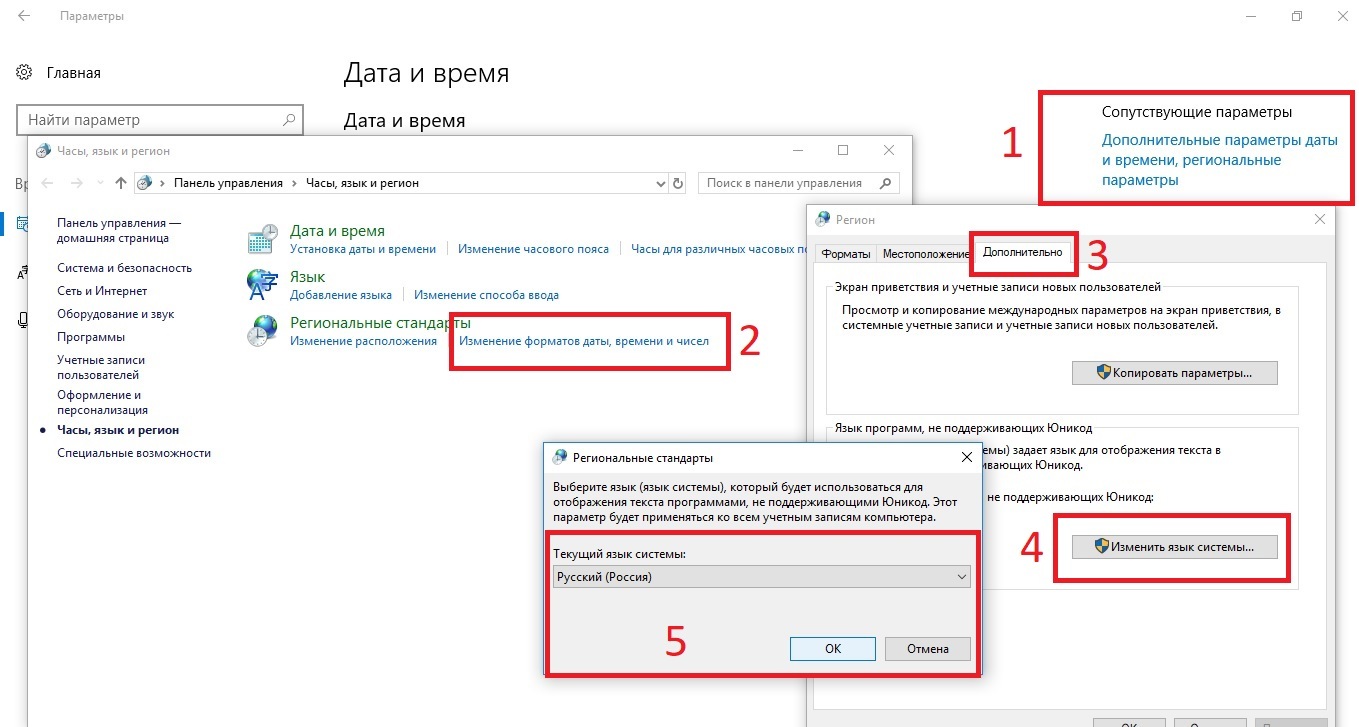 Параметры
Главная
Найти параметр
Вр
Дата и время
Дата и время
1
Сопутствующие параметры
Дополнительные параметры даты
и времени, региональные
параметры
Часы, язык и регион
Панель управления › Часы, язык и регион
Поиск в панели управления
Панель управления —
домашняя страница
Система и безопасность
Сеть и Интернет
Оборудование и звук
Программы
Учетные записи
пользователей
Оформление и
персонализация
Часы, язык и регион
Специальные возможности
Дата и время
Установка даты и времени
Изменение часового пояса
Часы для различных часовых по
Язык
Добавление языка
Изменение способа ввода
Региональные стандарты
Изменение расположения
Изменение форматов даты, времени и чисел
2
Регион
Форматы
Местоположение
Дополнительно
3
Экран приветствия и учетные записи новых пользователей
Просмотр и копирование международных параметров на экран приветствия, в
системные учетные записи и учетные записи новых пользователей.
Копировать параметры...
Язык программ, не поддерживающих Юникод
емы) задает язык для отображения текста в
ивающих Юникод.
не поддерживающих Юникод:
4
Изменить язык системы...
Региональные стандарты
Выберите язык (язык системы), который будет использоваться для
отображения текста программами, не поддерживающими Юникод. Этот
параметр будет применяться ко всем учетным записям компьютера.
Текущий язык системы:
Русский (Россия)
5
ОК
Отмена